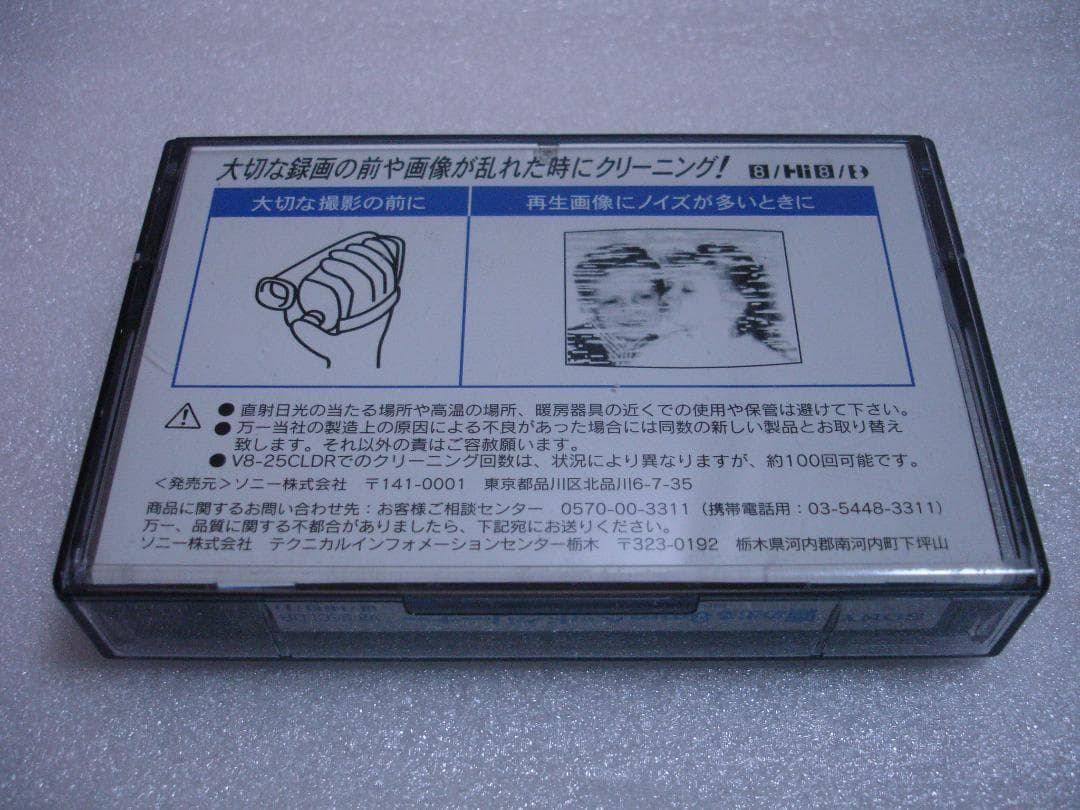 大切な録画の前や画像が乱れた時にクリーニング! 8/Hi8/D
大切な撮影の前に
再生画像にノイズが多いときに
●直射日光の当たる場所や高温の場所、暖房器具の近くでの使用や保管は避けて下さい。
●万一当社の製造上の原因による不良があった場合には同数の新しい製品とお取り替え
致します。それ以外の責はご容赦願います。
●V8-25CLDRでのクリーニング回数は、状況により異なりますが、約100回可能です。
<発売元>ソニー株式会社 〒141-0001 東京都品川区北品川6-7-35
商品に関するお問い合わせ先:お客様ご相談センター 0570-00-3311(携帯電話用:03-5448-3311)
万一、品質に関する不都合がありましたら、下記宛にお送りください。
ソニー株式会社 テクニカルインフォメーションセンター栃木 〒323-0192 栃木県河内郡南河内町下坪山
SONY